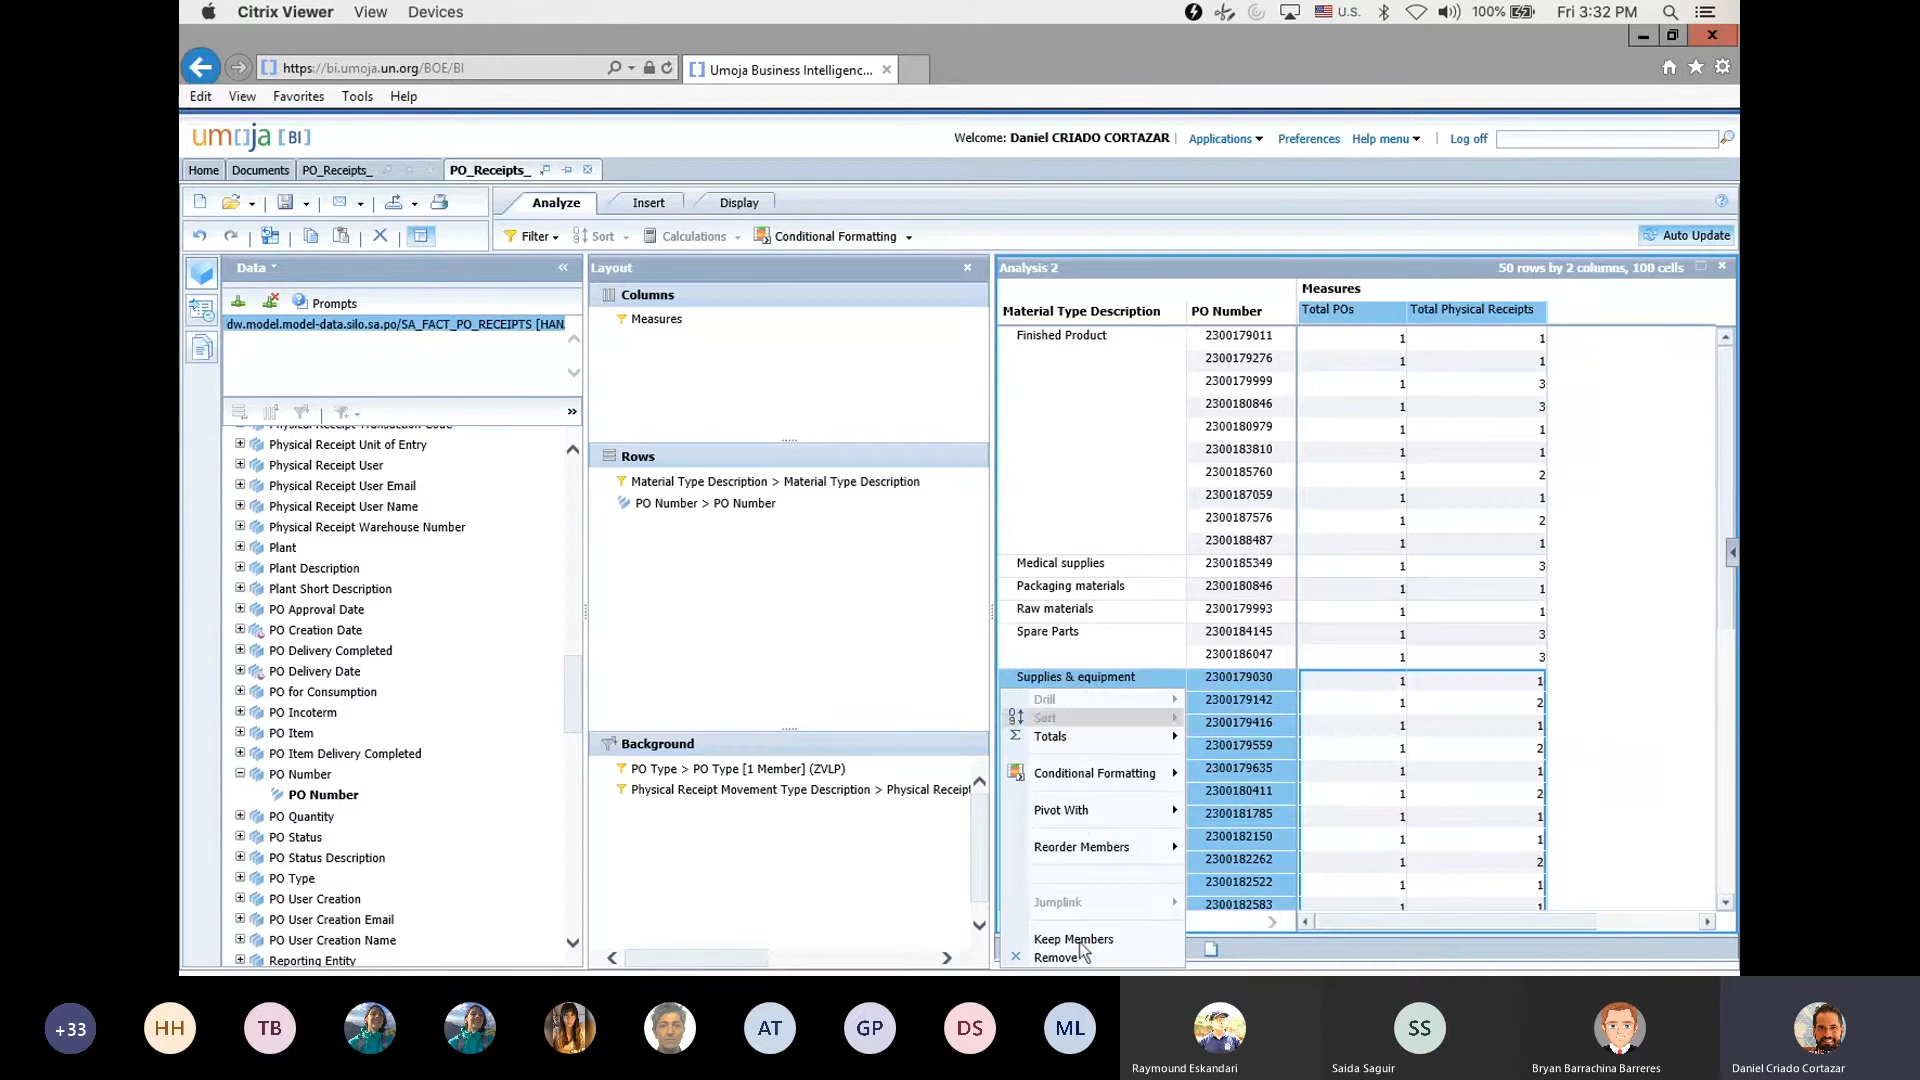 Citrix Viewer View Devices
U.S. 100% Fri 3:32 PM
https://bi.umoja.un.org/BOE/BI
Umoja Business Intelligenc...
Edit View Favorites Tools Help
um[]ja [BI]
Welcome: Daniel CRIADO CORTAZAR Applications Preferences Help menu Log off
Home Documents PO_Receipts_ PO_Receipts_
Analyze Insert Display
Filter Sort Calculations Conditional Formatting Auto Update
Data
Prompts
dw.model.model-data.silo.sa.po/SA_FACT_PO_RECEIPTS [HAN
Physical Receipt Transaction Code
Physical Receipt Unit of Entry
Physical Receipt User
Physical Receipt User Email
Physical Receipt User Name
Physical Receipt Warehouse Number
Plant
Plant Description
Plant Short Description
PO Approval Date
PO Creation Date
PO Delivery Completed
PO Delivery Date
PO for Consumption
PO Incoterm
PO Item
PO Item Delivery Completed
PO Number
PO Number
PO Quantity
PO Status
PO Status Description
PO Type
PO User Creation
PO User Creation Email
PO User Creation Name
Reporting Entity
Layout
Columns
Measures
Rows
Material Type Description > Material Type Description
PO Number > PO Number
Background
PO Type > PO Type [1 Member] (ZVLP)
Physical Receipt Movement Type Description > Physical Receipt
Analysis 2 50 rows by 2 columns, 100 cells
Measures
Material Type Description PO Number Total POs Total Physical Receipts
Finished Product 2300179011 1 1
2300179276 1 1
2300179999 1 3
2300180846 1 3
2300180979 1 1
2300183810 1 1
2300185760 1 2
2300187059 1 1
2300187576 1 2
2300188487 1 1
Medical supplies 2300185349 1 3
Packaging materials 2300180846 1 1
Raw materials 2300179993 1 1
Spare Parts 2300184145 1 3
2300186047 1 3
Supplies & equipment 2300179030 1 1
2300179142 1 2
2300179416 1 1
2300179559 1 2
2300179635 1 1
2300180411 1 2
2300181785 1 1
2300182150 1 1
2300182262 1 2
2300182522 1 1
2300182583 1 1
Drill
Sort
Totals
Conditional Formatting
Pivot With
Reorder Members
Jumplink
Keep Members
Remove
+33 HH TB AT GP DS ML SS
Raymound Eskandari Saida Saguir Bryan Barrachina Barreres Daniel Criado Cortazar